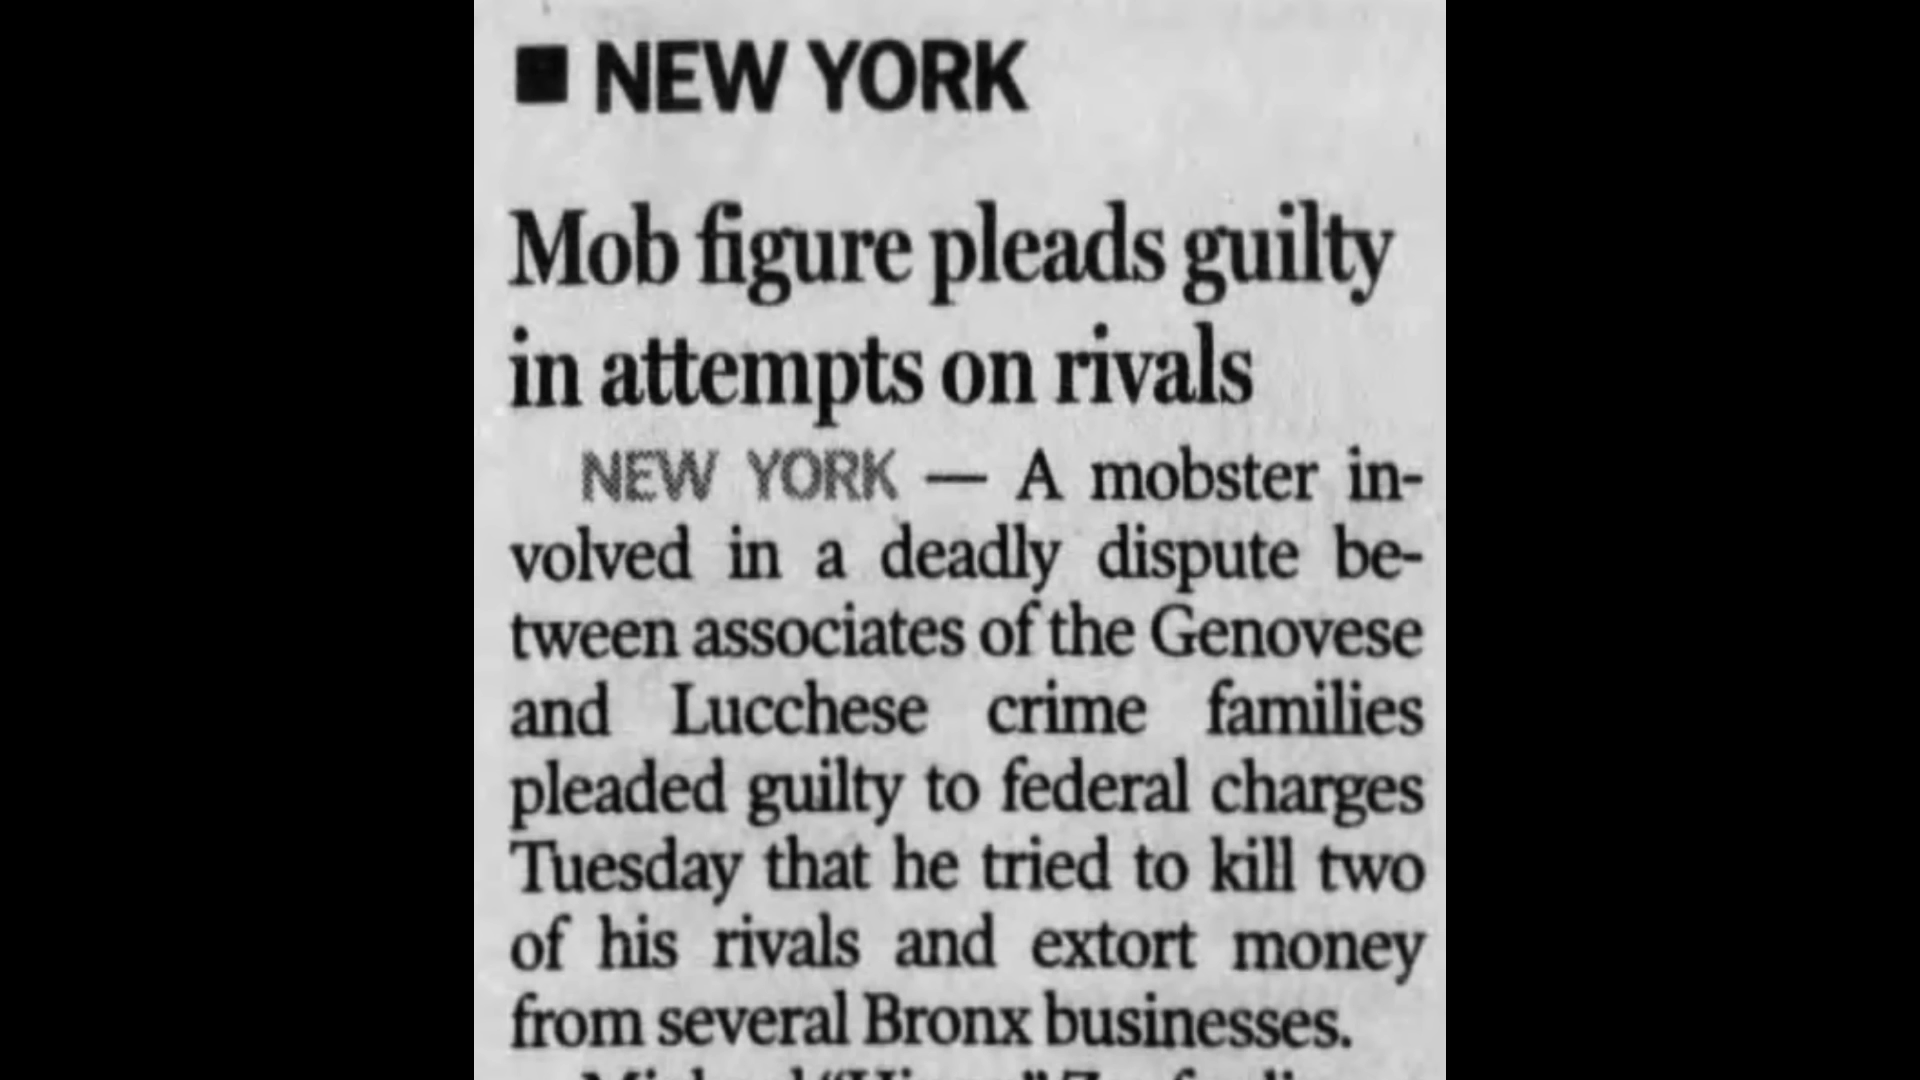 ■ NEW YORK
Mob figure pleads guilty
in attempts on rivals
NEW YORK — A mobster in-
volved in a deadly dispute be-
tween associates of the Genovese
and Lucchese crime families
pleaded guilty to federal charges
Tuesday that he tried to kill two
of his rivals and extort money
from several Bronx businesses.